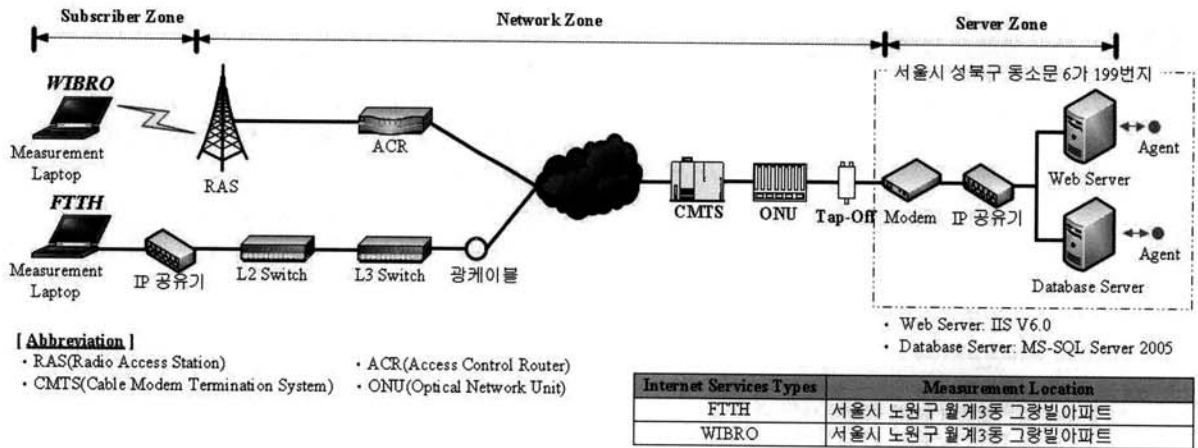 Subscriber Zone
Network Zone
Server Zone
서울시 성북구 동소문 6가 199번지
WIBRO
Measurement
Laptop
RAS
ACR
CMTS
ONU
Tap-Off
Modem
IP 공유기
Web Server
Agent
Database Server
Agent
FTTH
Measurement
Laptop
IP 공유기
L2 Switch
L3 Switch
광케이블
· Web Server: IIS V6.0
· Database Server: MS-SQL Server 2005
[ Abbreviation ]
· RAS(Radio Access Station)
· ACR(Access Control Router)
· CMTS(Cable Modem Termination System)
· ONU(Optical Network Unit)
Internet Services Types Measurement Location
FTTH 서울시 노원구 월계3동 그랑빌아파트
WIBRO 서울시 노원구 월계3동 그랑빌아파트